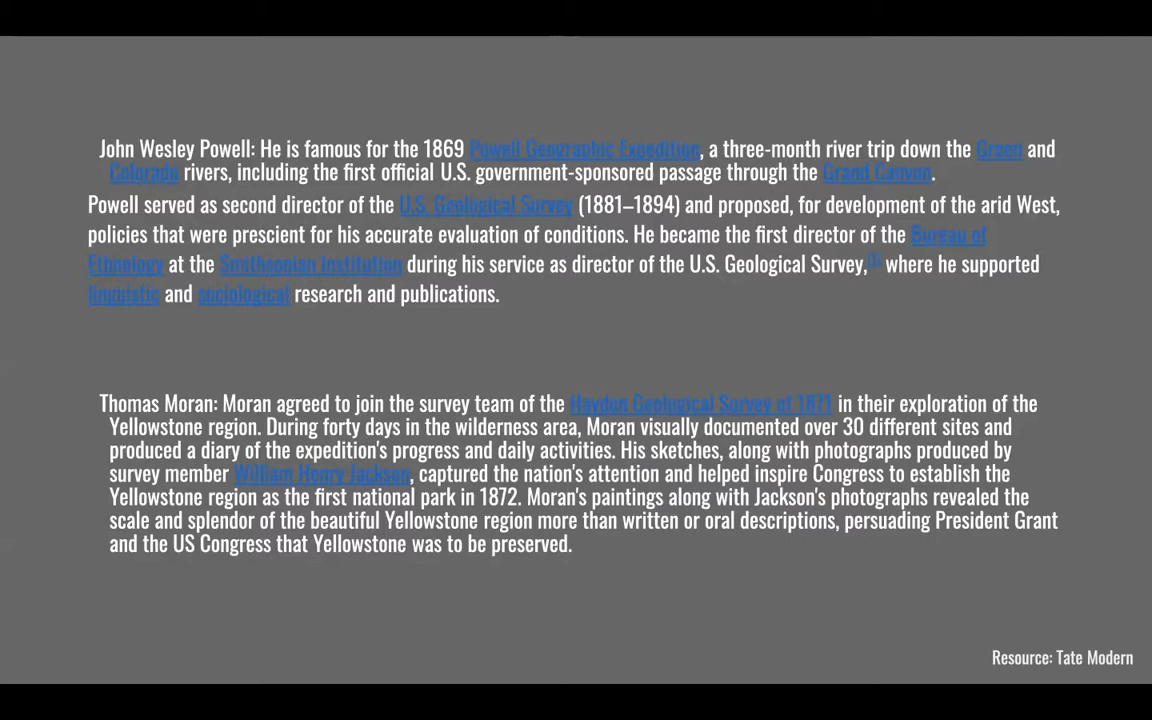 John Wesley Powell: He is famous for the 1869 Powell Geographic Expedition, a three-month river trip down the Green and
Colorado rivers, including the first official U.S. government-sponsored passage through the Grand Canyon.
Powell served as second director of the U.S. Geological Survey (1881–1894) and proposed, for development of the arid West,
policies that were prescient for his accurate evaluation of conditions. He became the first director of the Bureau of
Ethnology at the Smithsonian Institution during his service as director of the U.S. Geological Survey,[1] where he supported
linguistic and sociological research and publications.
Thomas Moran: Moran agreed to join the survey team of the Hayden Geological Survey of 1871 in their exploration of the
Yellowstone region. During forty days in the wilderness area, Moran visually documented over 30 different sites and
produced a diary of the expedition's progress and daily activities. His sketches, along with photographs produced by
survey member William Henry Jackson, captured the nation's attention and helped inspire Congress to establish the
Yellowstone region as the first national park in 1872. Moran's paintings along with Jackson's photographs revealed the
scale and splendor of the beautiful Yellowstone region more than written or oral descriptions, persuading President Grant
and the US Congress that Yellowstone was to be preserved.
Resource: Tate Modern